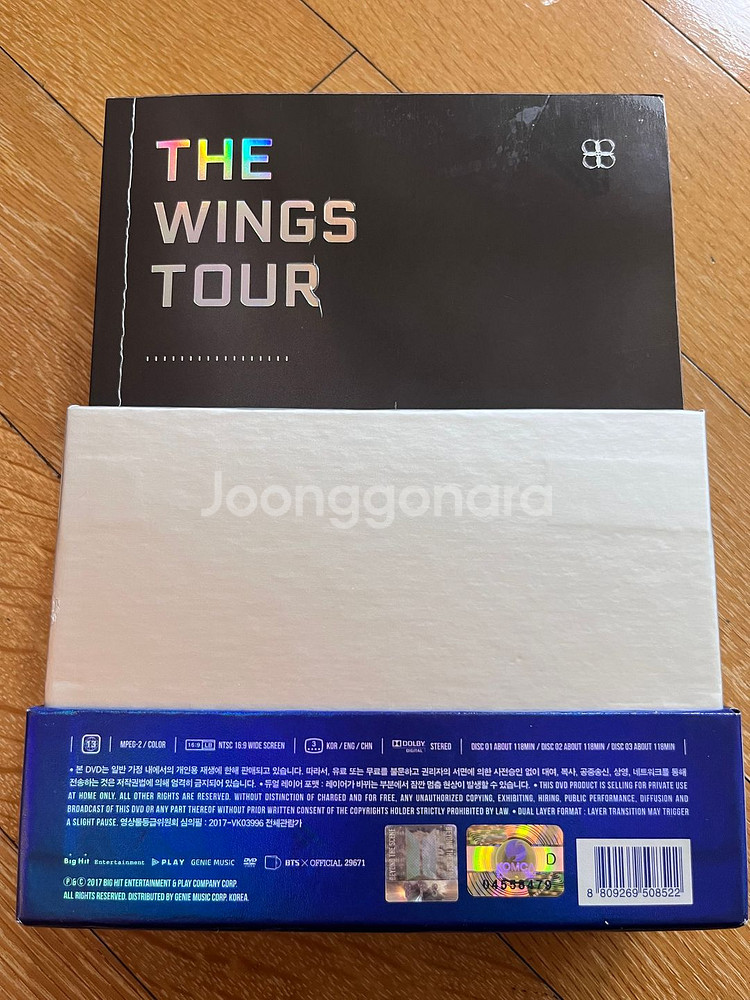 THE
WINGS
TOUR
Joonggonara
13 MPEG-2 / COLOR 16:9 LB NTSC 16:9 WIDE SCREEN 3 KOR / ENG / CHN DOLBY DIGITAL STEREO DISC 01 ABOUT 118MIN / DISC 02 ABOUT 118MIN / DISC 03 ABOUT 118MIN
• 본 DVD는 일반 가정 내에서의 개인용 재생에 한해 판매되고 있습니다. 따라서, 유료 또는 무료를 불문하고 권리자의 서면에 의한 사전승인 없이 대여, 복사, 공중송신, 상영, 네트워크를 통해
전송하는 것은 저작권법에 의해 엄격히 금지되어 있습니다. • 듀얼 레이어 포맷 : 레이어가 바뀌는 부분에서 잠깐 멈춤 현상이 발생할 수 있습니다. • THIS DVD PRODUCT IS SELLING FOR PRIVATE USE
AT HOME ONLY. ALL OTHER RIGHTS ARE RESERVED. WITHOUT DISTINCTION OF CHARGED AND FOR FREE, ANY UNAUTHORIZED COPYING, EXHIBITING, HIRING, PUBLIC PERFORMANCE, DIFFUSION AND
BROADCAST OF THIS DVD OR ANY PART THEREOF WITHOUT PRIOR WRITTEN CONSENT OF THE COPYRIGHTS HOLDER STRICTLY PROHIBITED BY LAW • DUAL LAYER FORMAT : LAYER TRANSITION MAY TRIGGER
A SLIGHT PAUSE. 영상물등급위원회 심의필 : 2017-VK03996 전체관람가
Big Hit Entertainment PLAY GENIE MUSIC DVD BTS × OFFICIAL 29671
Ⓟ&© 2017 BIG HIT ENTERTAINMENT & PLAY COMPANY CORP.
ALL RIGHTS RESERVED. DISTRIBUTED BY GENIE MUSIC CORP. KOREA.
BEYOND THE SCENE
KOMCA
D
04556479
8 809269 508522